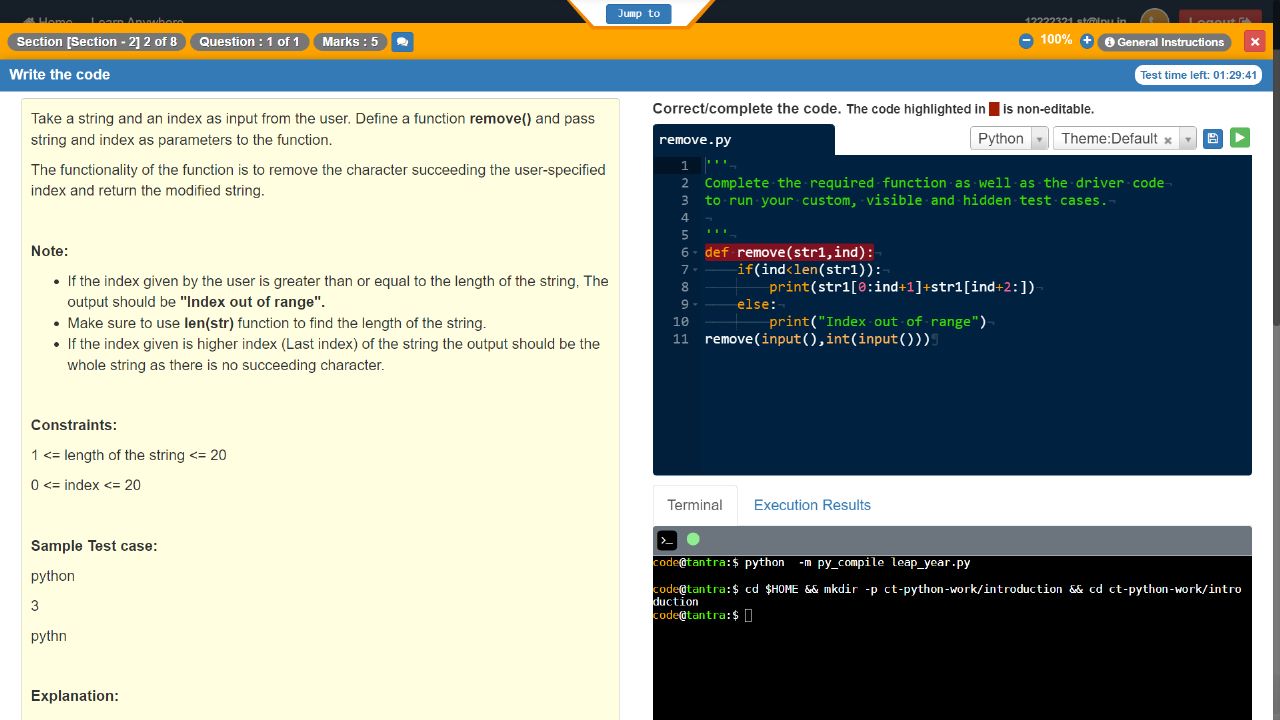 Home Learn Anywhere
Jump to
12222321.st@lpu.in
Logout
Section [Section - 2] 2 of 8
Question : 1 of 1
Marks : 5
100%
General Instructions
Write the code
Test time left: 01:29:41
Take a string and an index as input from the user. Define a function remove() and pass
string and index as parameters to the function.
The functionality of the function is to remove the character succeeding the user-specified
index and return the modified string.
Note:
If the index given by the user is greater than or equal to the length of the string, The
output should be "Index out of range".
Make sure to use len(str) function to find the length of the string.
If the index given is higher index (Last index) of the string the output should be the
whole string as there is no succeeding character.
Constraints:
1 <= length of the string <= 20
0 <= index <= 20
Sample Test case:
python
3
pythn
Explanation:
Correct/complete the code. The code highlighted in is non-editable.
remove.py
Python
Theme:Default
1 '''
2 Complete the required function as well as the driver code
3 to run your custom, visible and hidden test cases.
4
5 '''
6 def remove(str1,ind):
7 if(ind<len(str1)):
8 print(str1[0:ind+1]+str1[ind+2:])
9 else:
10 print("Index out of range")
11 remove(input(),int(input()))
Terminal
Execution Results
code@tantra:$ python -m py_compile leap_year.py
code@tantra:$ cd $HOME && mkdir -p ct-python-work/introduction && cd ct-python-work/intro
duction
code@tantra:$